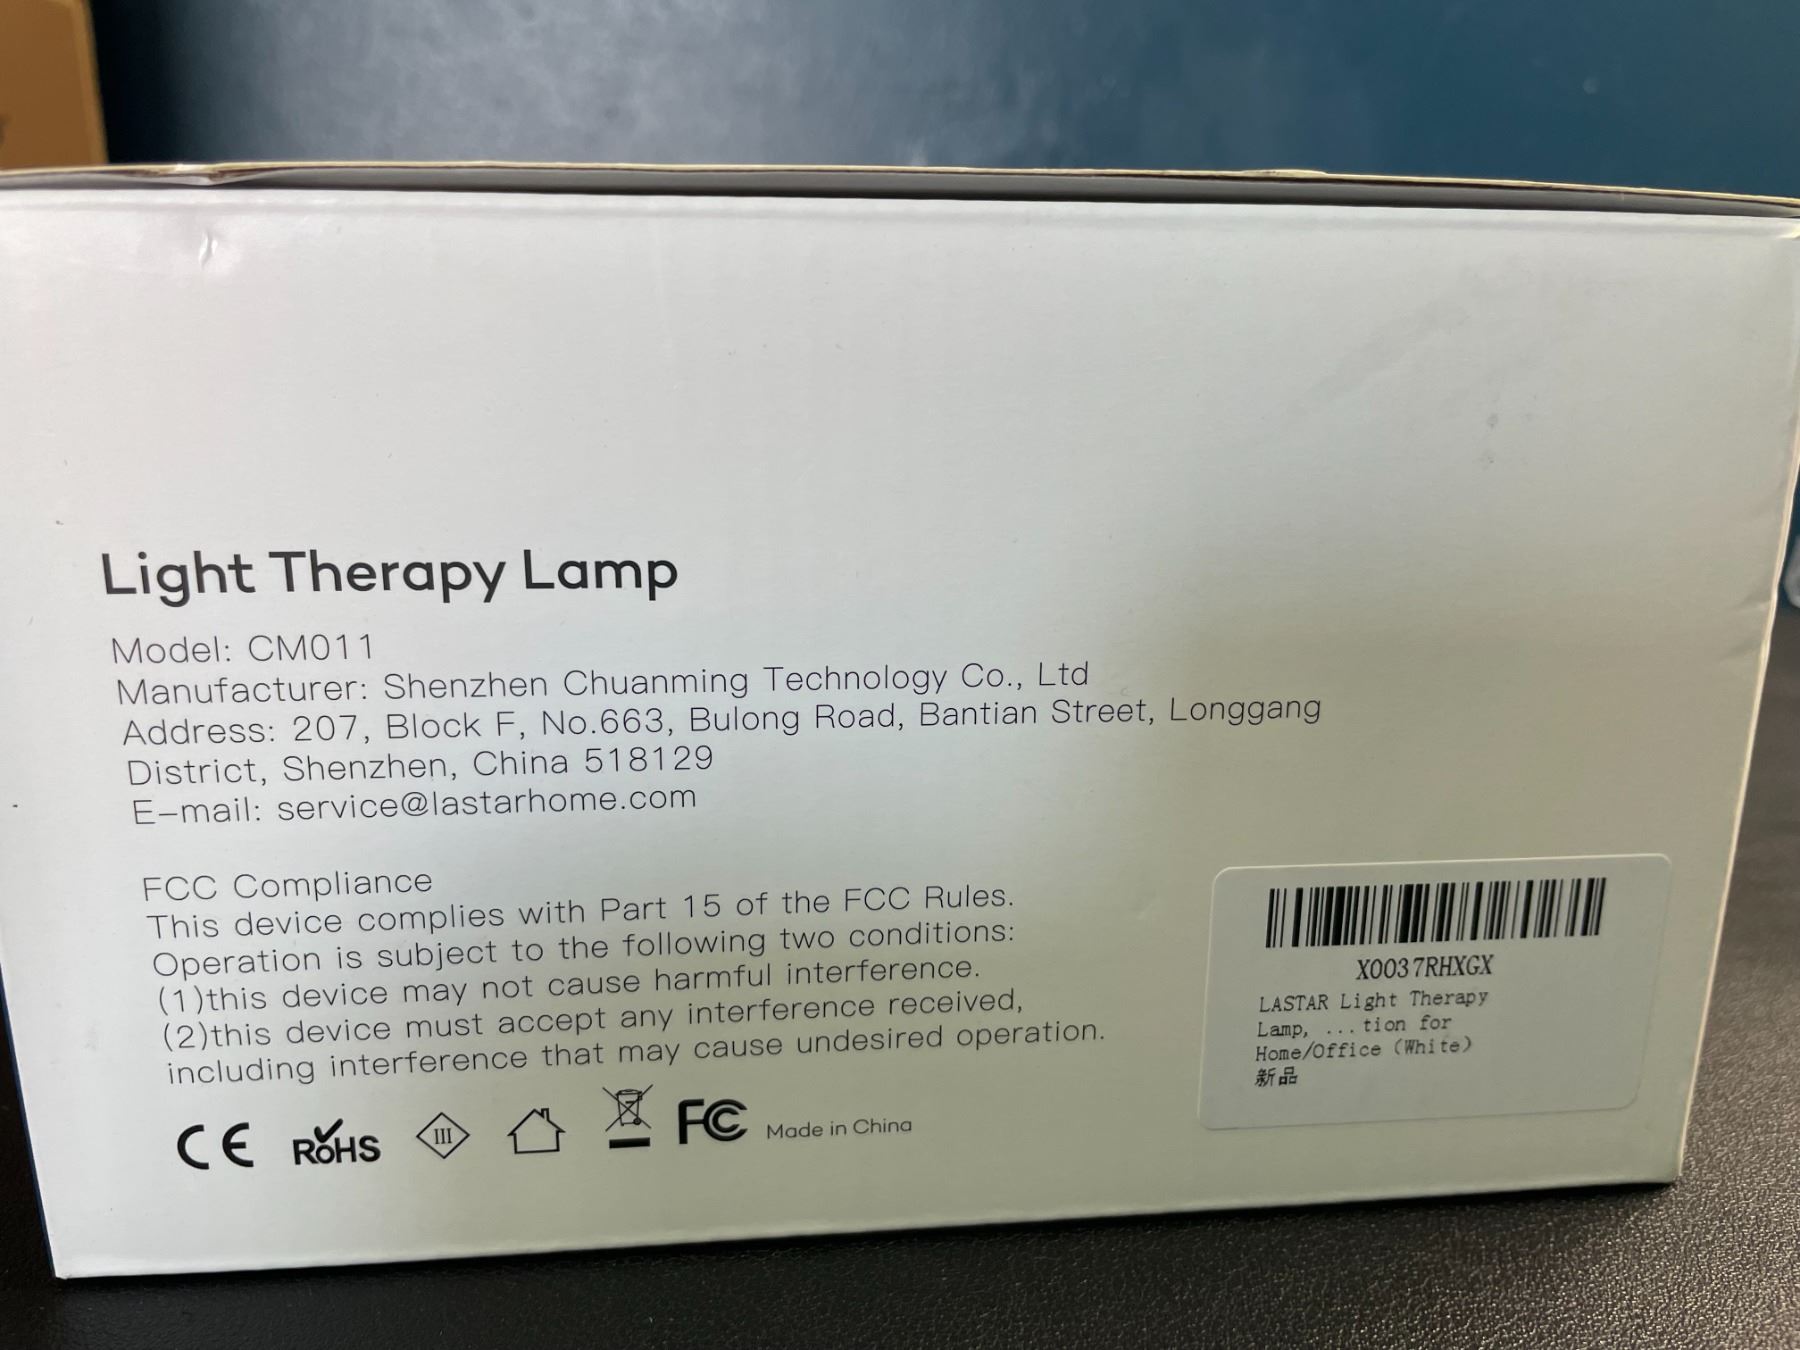 Light Therapy Lamp
Model: CM011
Manufacturer: Shenzhen Chuanming Technology Co., Ltd
Address: 207, Block F, No.663, Bulong Road, Bantian Street, Longgang
District, Shenzhen, China 518129
E-mail: service@lastarhome.com
FCC Compliance
This device complies with Part 15 of the FCC Rules.
Operation is subject to the following two conditions:
(1)this device may not cause harmful interference.
(2)this device must accept any interference received,
including interference that may cause undesired operation.
CE RoHS III FC Made in China
X0037RHXGX
LASTAR Light Therapy
Lamp, ...tion for
Home/Office (White)
新品